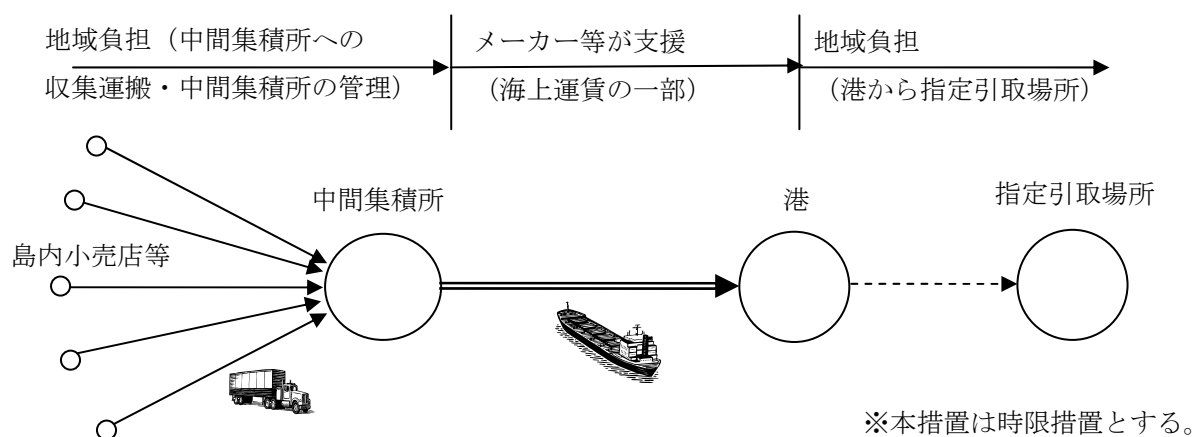 地域負担(中間集積所への
収集運搬・中間集積所の管理)
メーカー等が支援
(海上運賃の一部)
地域負担
(港から指定引取場所)
中間集積所
港
指定引取場所
島内小売店等
※本措置は時限措置とする。